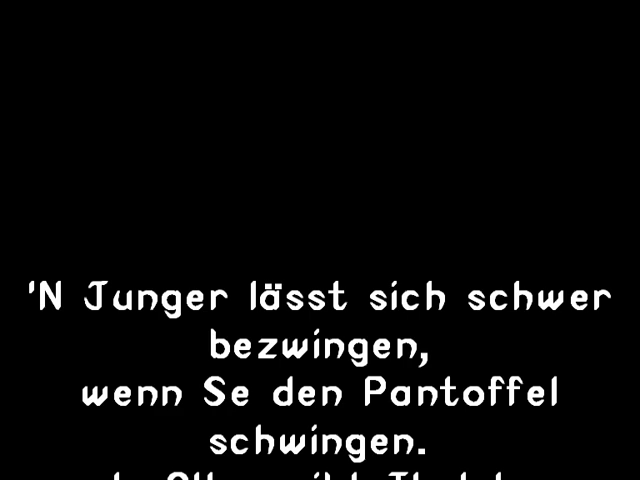 'N Junger lässt sich schwer
bezwingen,
wenn Se den Pantoffel
schwingen.